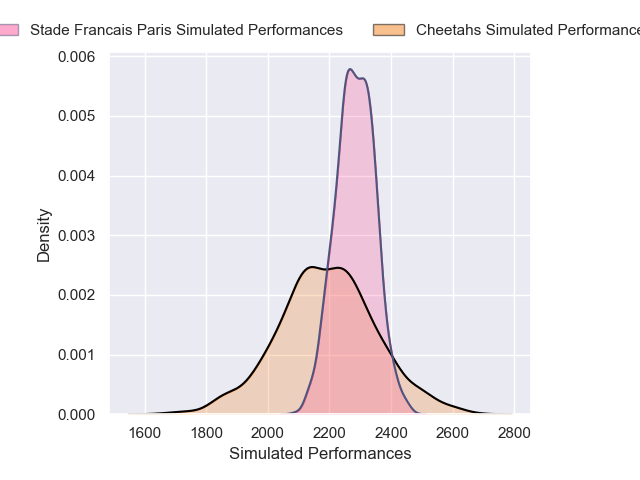 Stade Francais Paris Simulated Performances Cheetahs Simulated Performance
0.006
0.005
0.004
0.003
0.002
0.001
0.000
Density
1600 1800 2000 2200 2400 2600 2800
Simulated Performances